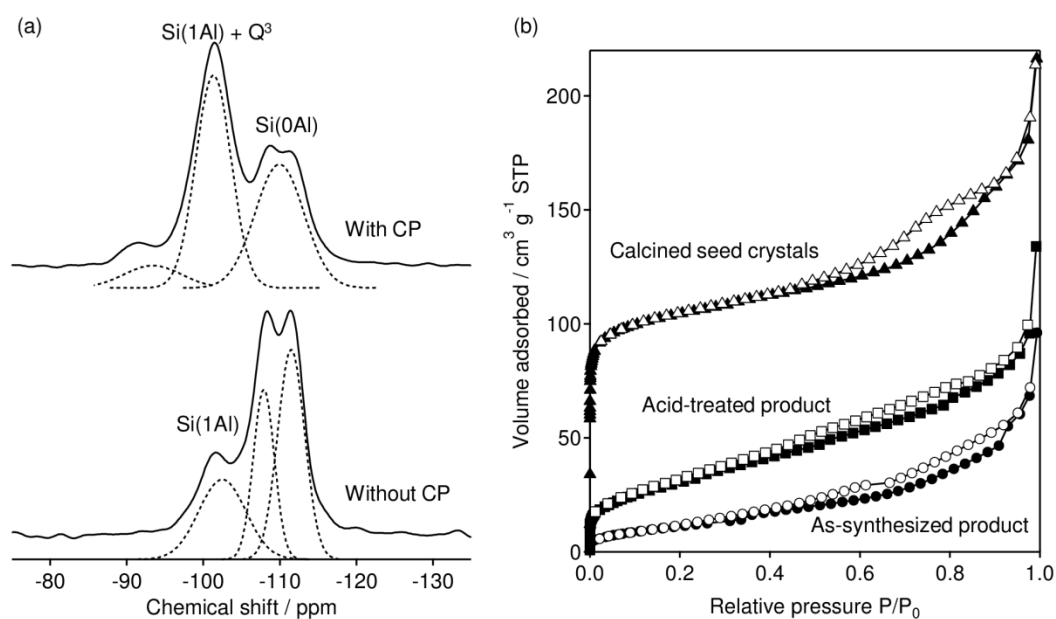 (a)
Si(1Al) + Q³
Si(0Al)
With CP
Si(1Al)
Without CP
-80 -90 -100 -110 -120 -130
Chemical shift / ppm
(b)
200
150
100
50
0
Volume adsorbed / cm³ g⁻¹ STP
Calcined seed crystals
Acid-treated product
As-synthesized product
0.0 0.2 0.4 0.6 0.8 1.0
Relative pressure P/P₀